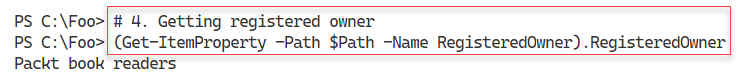 PS C:\Foo> # 4. Getting registered owner
PS C:\Foo> (Get-ItemProperty -Path $Path -Name RegisteredOwner).RegisteredOwner
Packt book readers